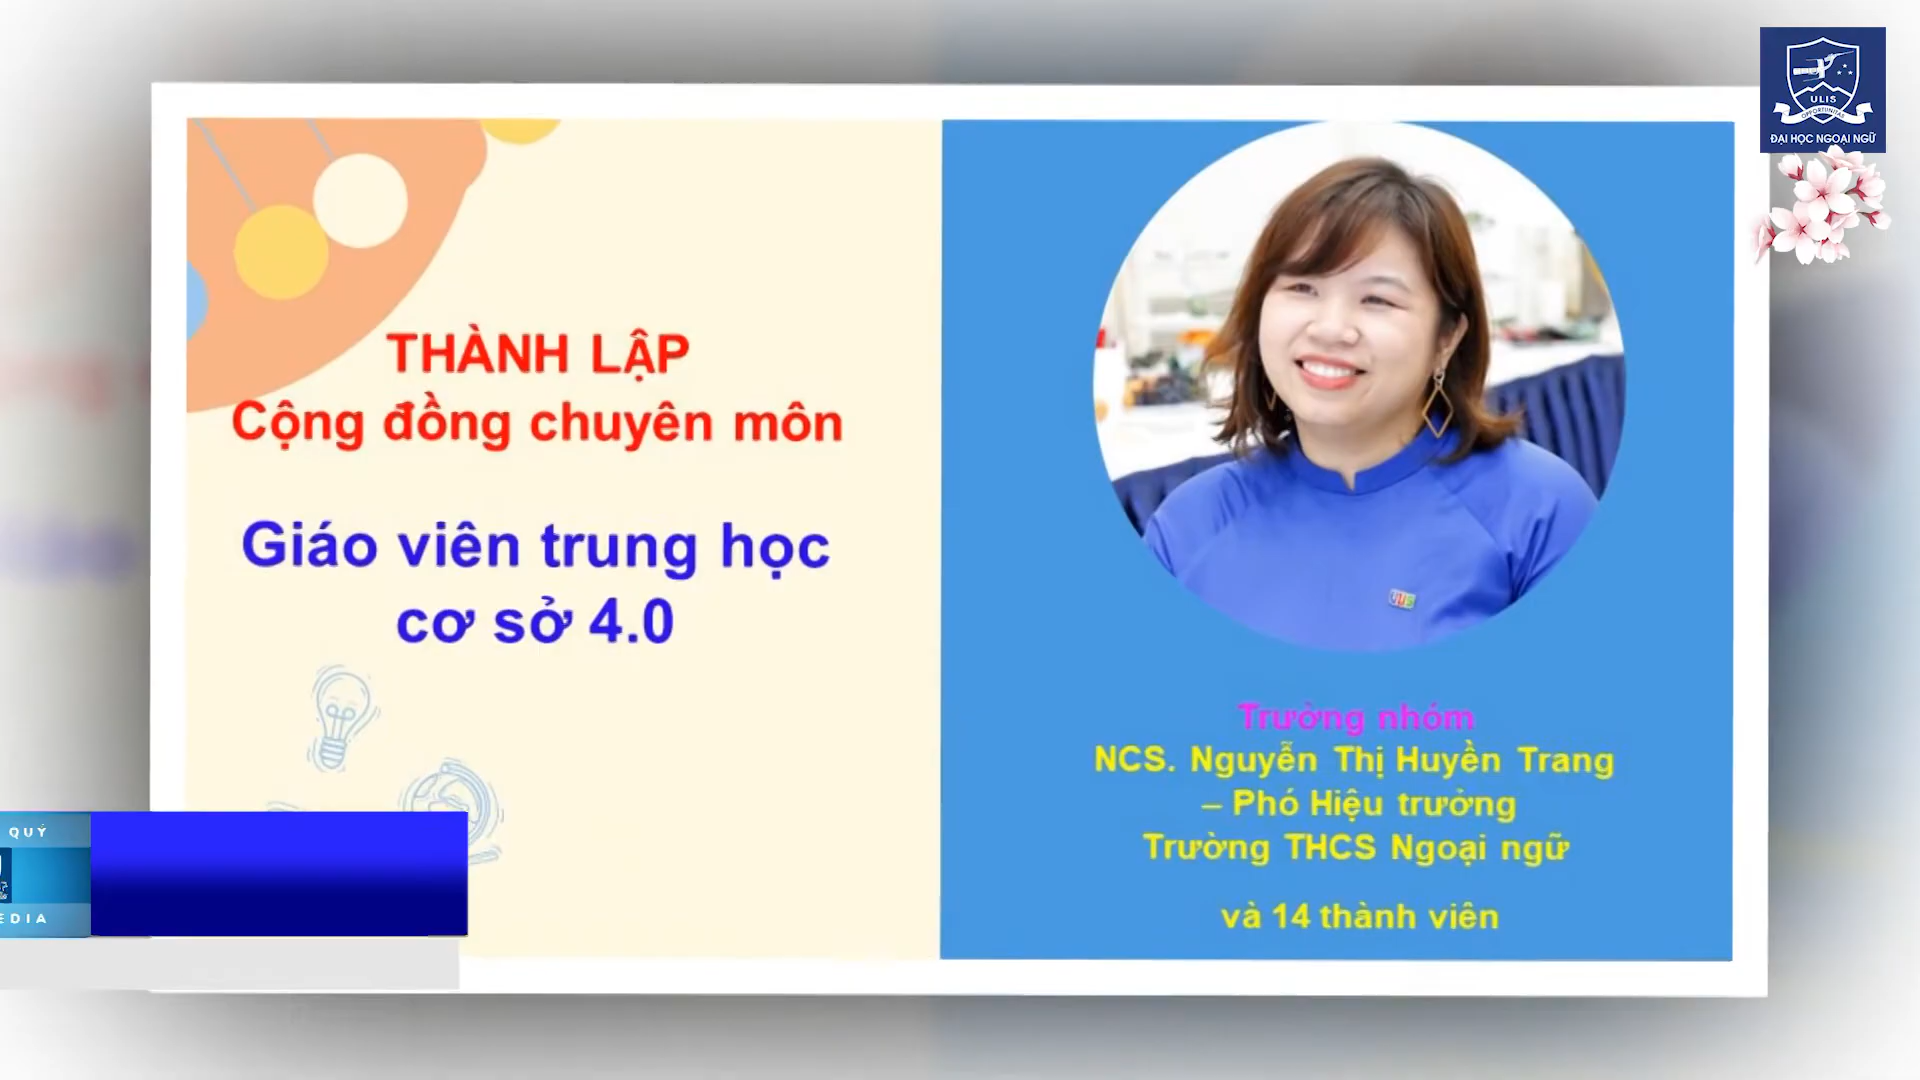 ULIS
OPPORTUNITAS
ĐẠI HỌC NGOẠI NGỮ
THÀNH LẬP
Cộng đồng chuyên môn
Giáo viên trung học
cơ sở 4.0
UMS
Trưởng nhóm
NCS. Nguyễn Thị Huyền Trang
– Phó Hiệu trưởng
Trường THCS Ngoại ngữ
và 14 thành viên
QUÝ
EDIA